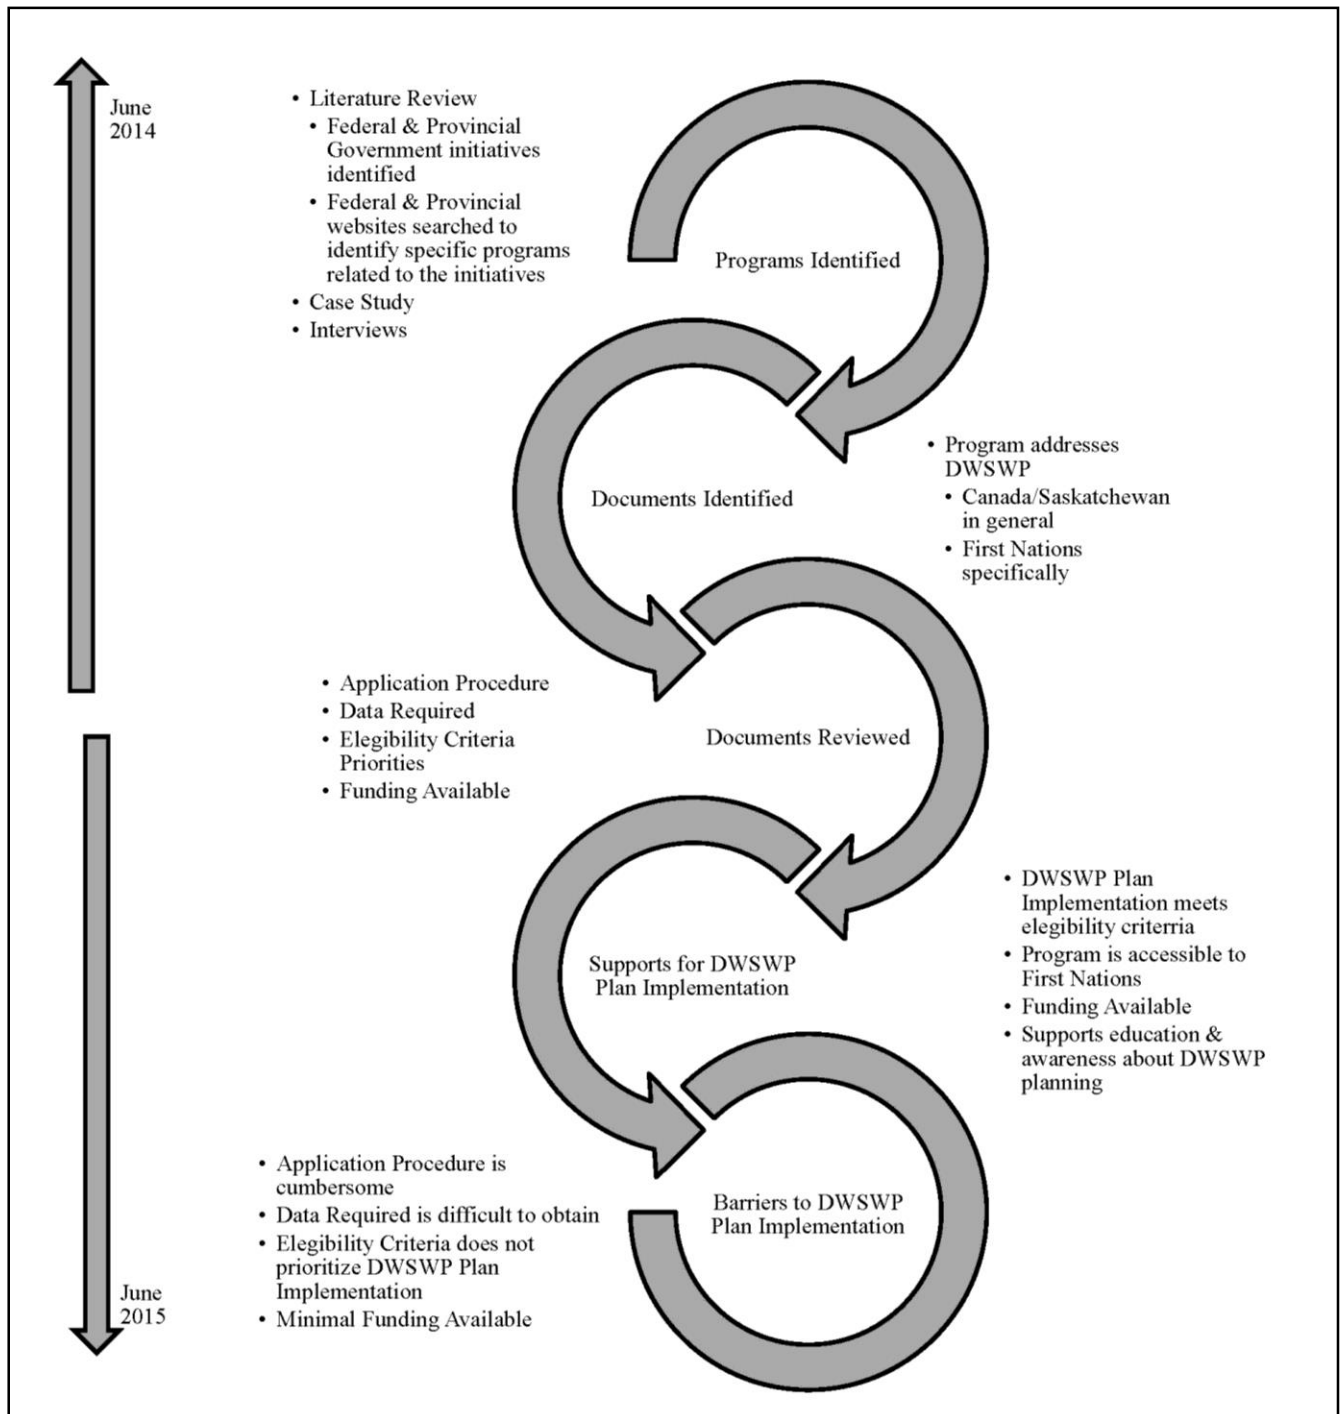 June
2014
• Literature Review
• Federal & Provincial
Government initiatives
identified
• Federal & Provincial
websites searched to
identify specific programs
related to the initiatives
• Case Study
• Interviews
Programs Identified
Documents Identified
• Program addresses
DWSWP
• Canada/Saskatchewan
in general
• First Nations
specifically
• Application Procedure
• Data Required
• Elegibility Criteria
Priorities
• Funding Available
Documents Reviewed
Supports for DWSWP
Plan Implementation
• DWSWP Plan
Implementation meets
elegibility criterria
• Program is accessible to
First Nations
• Funding Available
• Supports education &
awareness about DWSWP
planning
• Application Procedure is
cumbersome
• Data Required is difficult to obtain
• Elegibility Criteria does not
prioritize DWSWP Plan
Implementation
• Minimal Funding Available
Barriers to DWSWP
Plan Implementation
June
2015